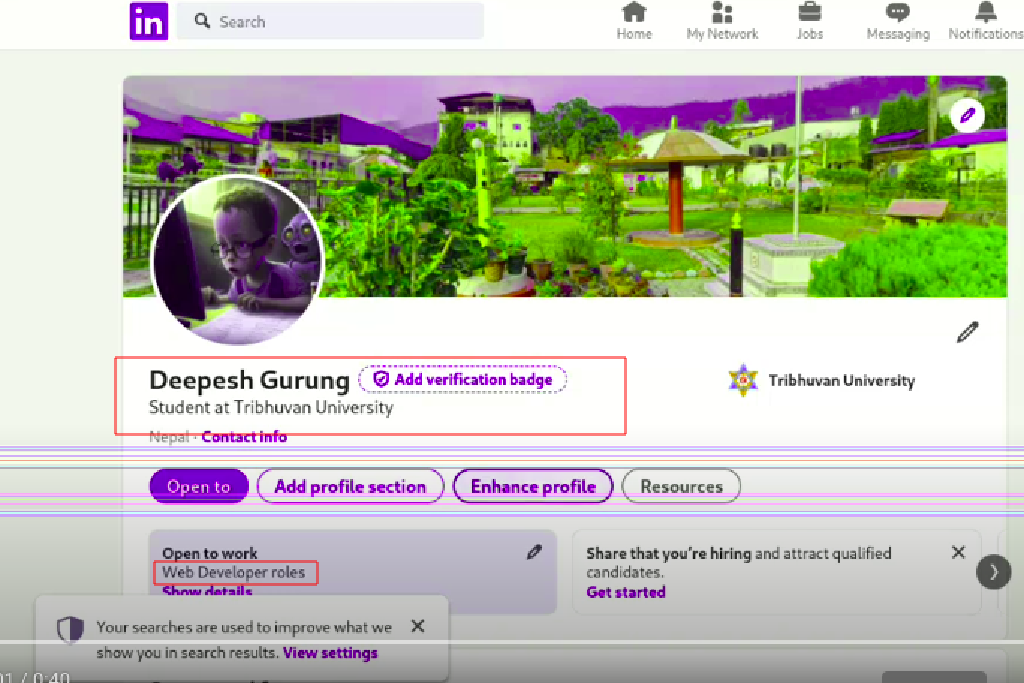 in Search
Home My Network Jobs Messaging Notifications
Deepesh Gurung Add verification badge
Tribhuvan University
Student at Tribhuvan University
Nepal · Contact info
Open to Add profile section Enhance profile Resources
Open to work
Web Developer roles
Show details
Share that you're hiring and attract qualified
candidates.
Get started
Your searches are used to improve what we
show you in search results. View settings
/ 0:40